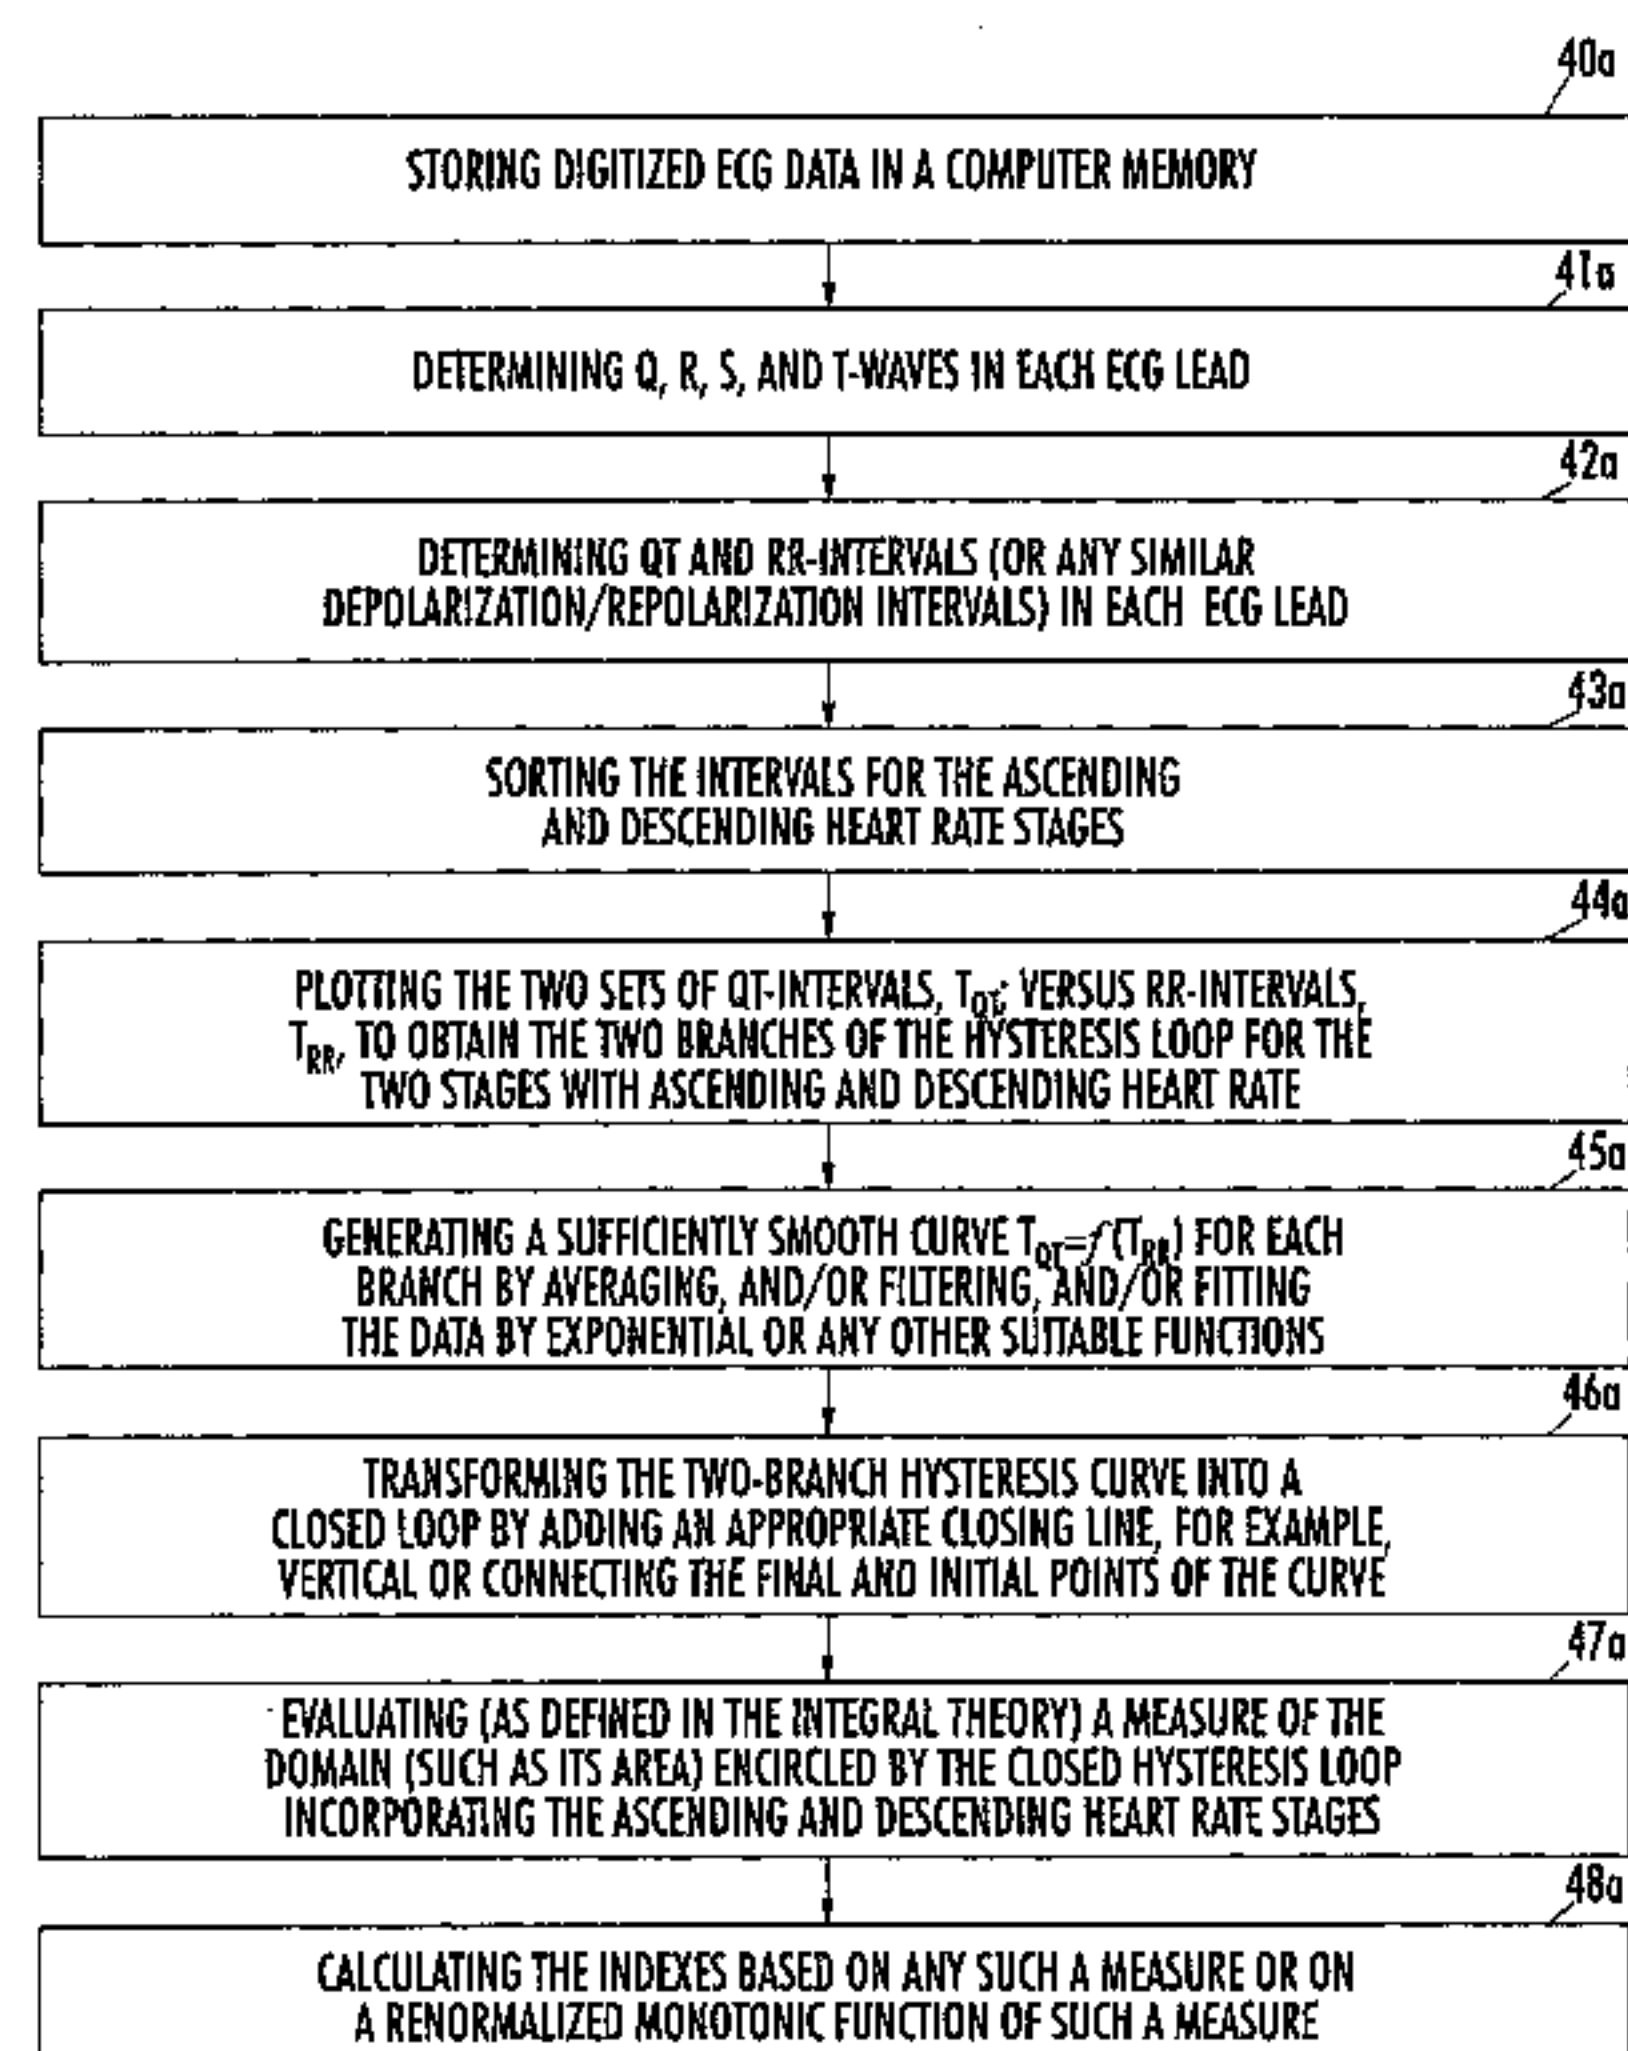 40a
STORING DIGITIZED ECG DATA IN A COMPUTER MEMORY
41a
DETERMINING Q, R, S, AND T-WAVES IN EACH ECG LEAD
42a
DETERMINING QT AND RR-INTERVALS (OR ANY SIMILAR
DEPOLARIZATION/REPOLARIZATION INTERVALS) IN EACH ECG LEAD
43a
SORTING THE INTERVALS FOR THE ASCENDING
AND DESCENDING HEART RATE STAGES
44a
PLOTTING THE TWO SETS OF QT-INTERVALS, T_QT, VERSUS RR-INTERVALS,
T_RR, TO OBTAIN THE TWO BRANCHES OF THE HYSTERESIS LOOP FOR THE
TWO STAGES WITH ASCENDING AND DESCENDING HEART RATE
45a
GENERATING A SUFFICIENTLY SMOOTH CURVE T_QT=f(T_RR) FOR EACH
BRANCH BY AVERAGING, AND/OR FILTERING, AND/OR FITTING
THE DATA BY EXPONENTIAL OR ANY OTHER SUITABLE FUNCTIONS
46a
TRANSFORMING THE TWO-BRANCH HYSTERESIS CURVE INTO A
CLOSED LOOP BY ADDING AN APPROPRIATE CLOSING LINE, FOR EXAMPLE,
VERTICAL OR CONNECTING THE FINAL AND INITIAL POINTS OF THE CURVE
47a
EVALUATING (AS DEFINED IN THE INTEGRAL THEORY) A MEASURE OF THE
DOMAIN (SUCH AS ITS AREA) ENCIRCLED BY THE CLOSED HYSTERESIS LOOP
INCORPORATING THE ASCENDING AND DESCENDING HEART RATE STAGES
48a
CALCULATING THE INDEXES BASED ON ANY SUCH A MEASURE OR ON
A RENORMALIZED MONOTONIC FUNCTION OF SUCH A MEASURE